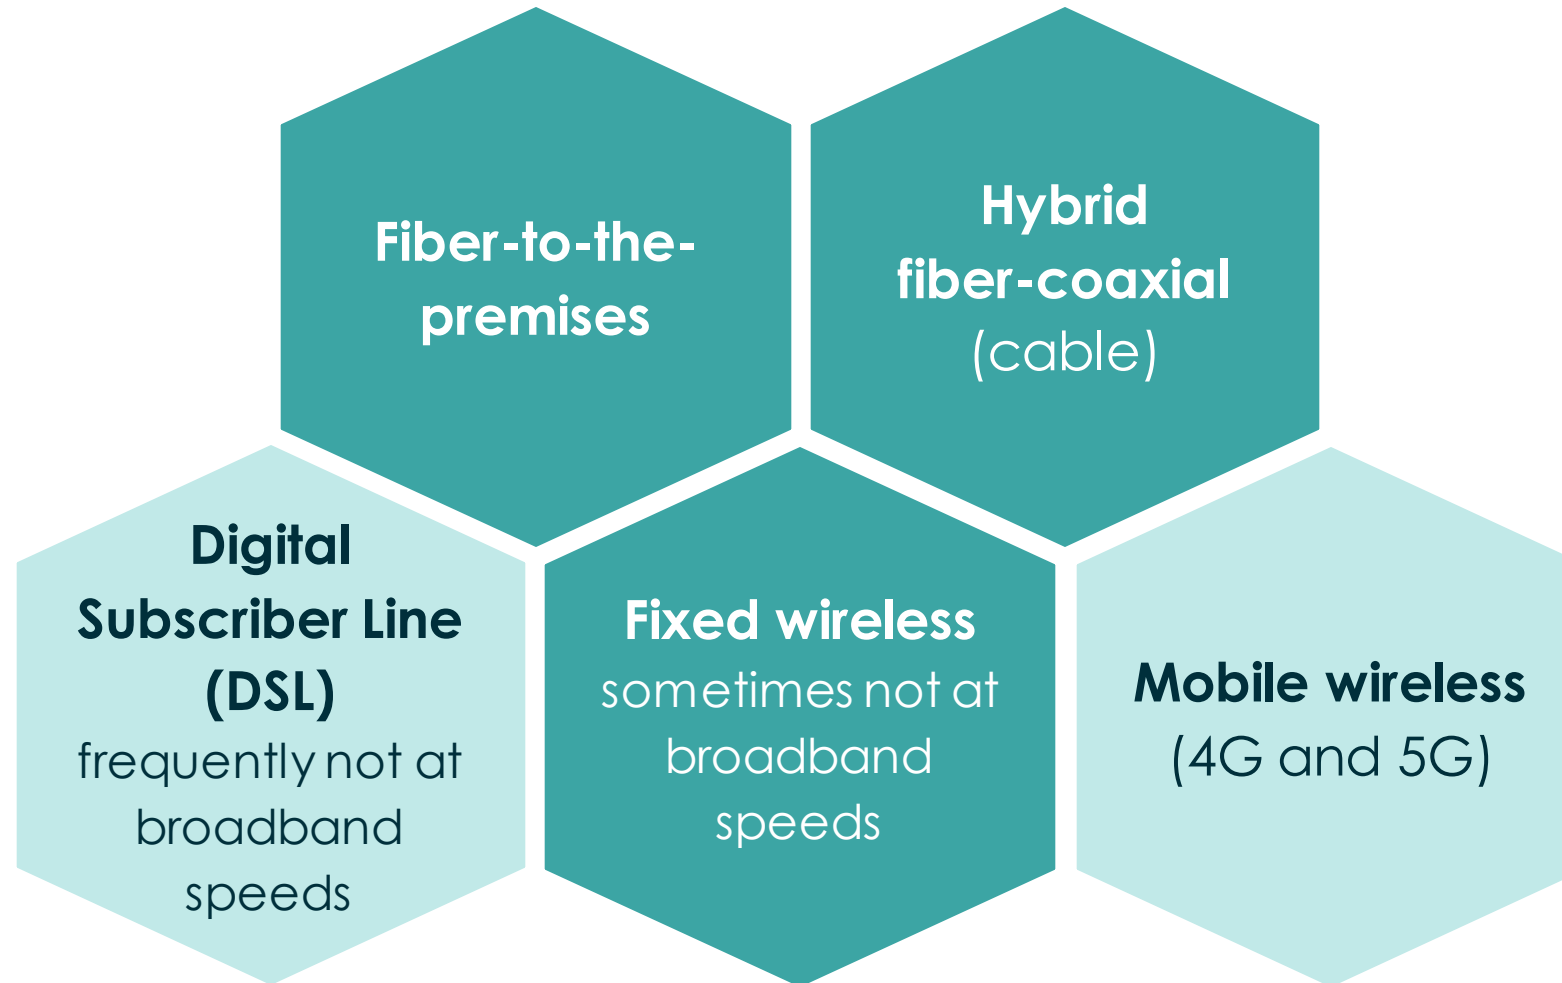 Fiber-to-the-
premises
Hybrid
fiber-coaxial
(cable)
Digital
Subscriber Line
(DSL)
frequently not at
broadband
speeds
Fixed wireless
sometimes not at
broadband
speeds
Mobile wireless
(4G and 5G)